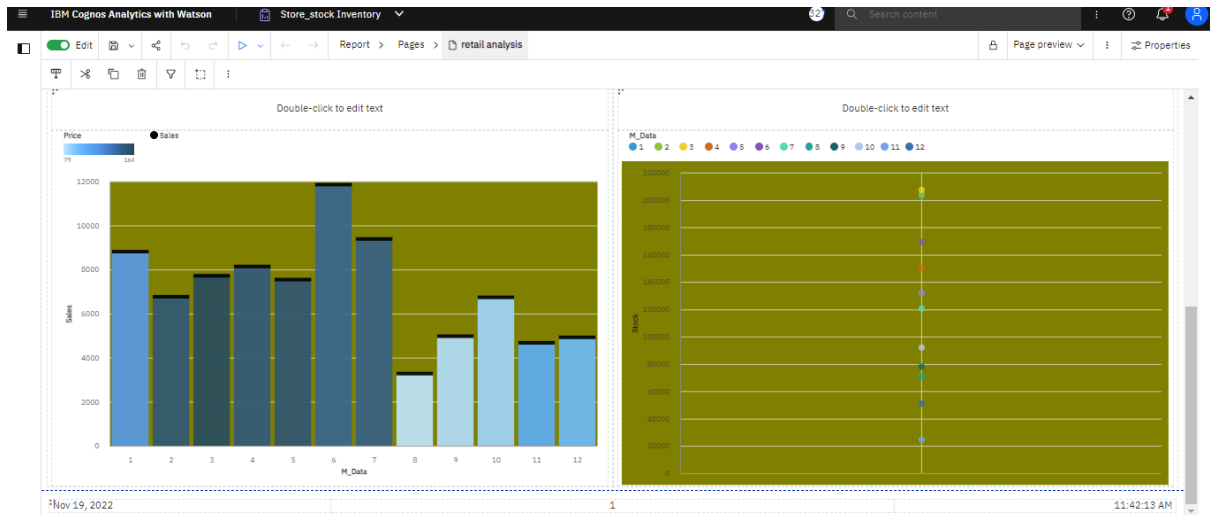 IBM Cognos Analytics with Watson
Store_stock Inventory
327
Search content
Edit
Report > Pages > retail analysis
Page preview
Properties
Double-click to edit text
Price
Sales
79 164
12000
10000
8000
6000
4000
2000
0
Sales
1 2 3 4 5 6 7 8 9 10 11 12
M_Data
Double-click to edit text
M_Data
1 2 3 4 5 6 7 8 9 10 11 12
220000
200000
180000
160000
140000
120000
100000
80000
60000
40000
20000
0
Stock
Nov 19, 2022 1 11:42:13 AM